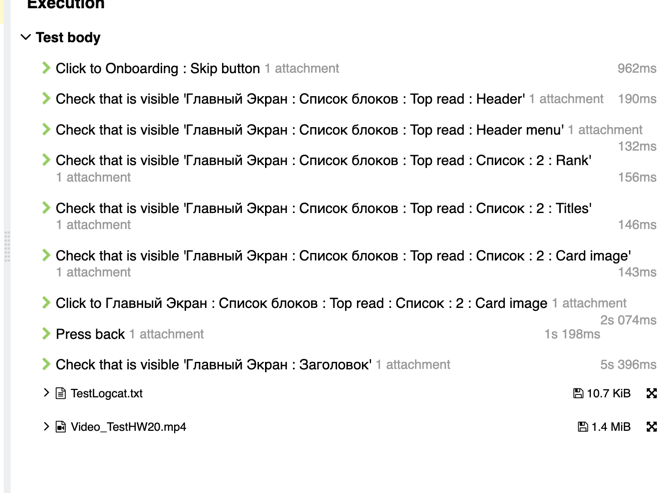 Execution
Test body
Click to Onboarding : Skip button 1 attachment 962ms
Check that is visible 'Главный Экран : Список блоков : Top read : Header' 1 attachment 190ms
Check that is visible 'Главный Экран : Список блоков : Top read : Header menu' 1 attachment
132ms
Check that is visible 'Главный Экран : Список блоков : Top read : Список : 2 : Rank'
1 attachment 156ms
Check that is visible 'Главный Экран : Список блоков : Top read : Список : 2 : Titles'
1 attachment 146ms
Check that is visible 'Главный Экран : Список блоков : Top read : Список : 2 : Card image'
1 attachment 143ms
Click to Главный Экран : Список блоков : Top read : Список : 2 : Card image 1 attachment
2s 074ms
Press back 1 attachment 1s 198ms
Check that is visible 'Главный Экран : Заголовок' 1 attachment 5s 396ms
TestLogcat.txt 10.7 KiB
Video_TestHW20.mp4 1.4 MiB